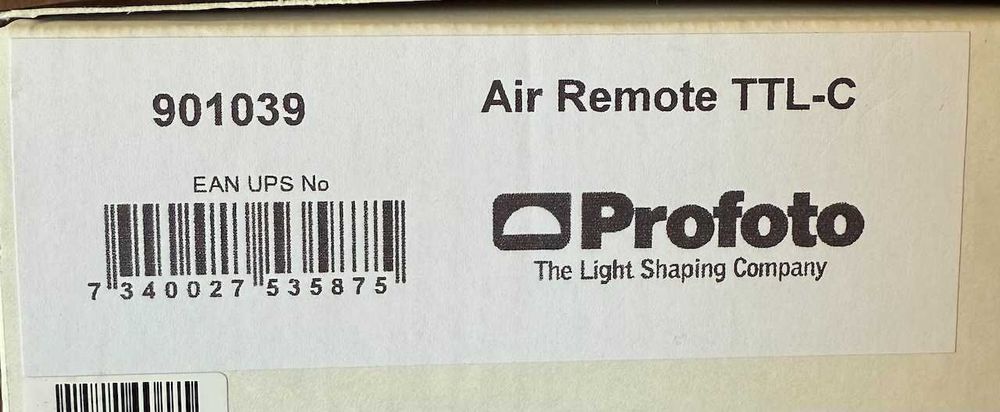 901039
Air Remote TTL-C
EAN UPS No
7 340027 535875
Profoto
The Light Shaping Company